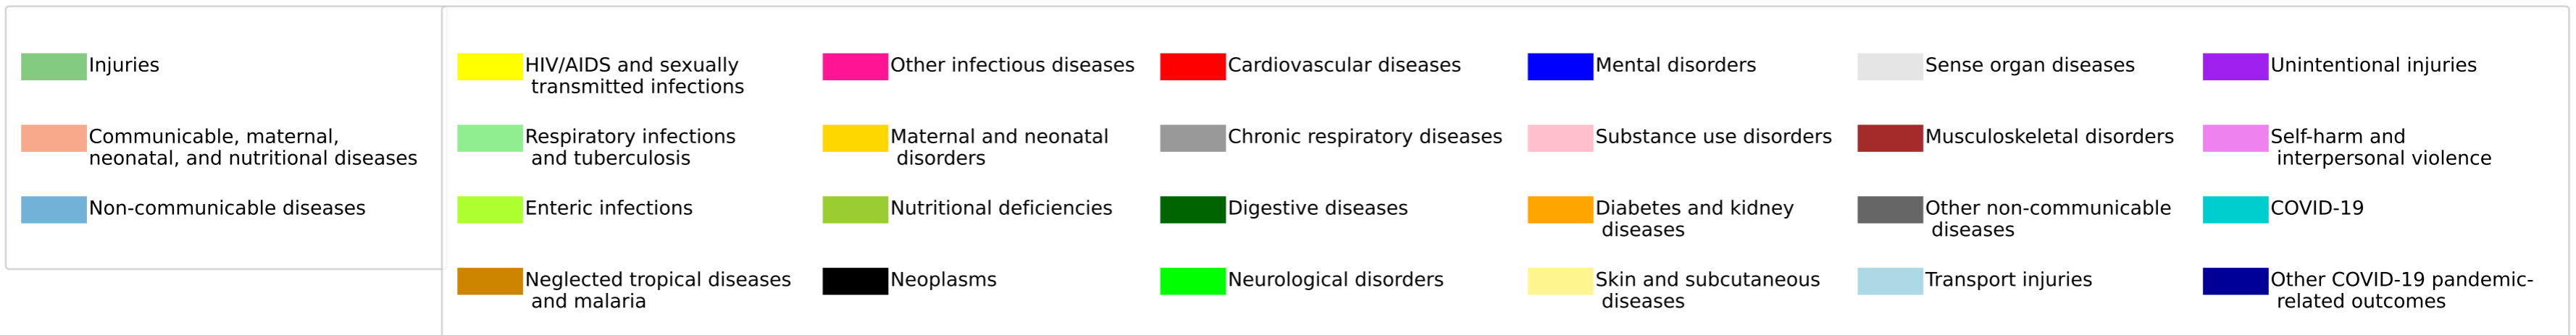 Injuries
Communicable, maternal,
neonatal, and nutritional diseases
Non-communicable diseases
HIV/AIDS and sexually
transmitted infections
Respiratory infections
and tuberculosis
Enteric infections
Neglected tropical diseases
and malaria
Other infectious diseases
Maternal and neonatal
disorders
Nutritional deficiencies
Neoplasms
Cardiovascular diseases
Chronic respiratory diseases
Digestive diseases
Neurological disorders
Mental disorders
Substance use disorders
Diabetes and kidney
diseases
Skin and subcutaneous
diseases
Sense organ diseases
Musculoskeletal disorders
Other non-communicable
diseases
Transport injuries
Unintentional injuries
Self-harm and
interpersonal violence
COVID-19
Other COVID-19 pandemic-
related outcomes